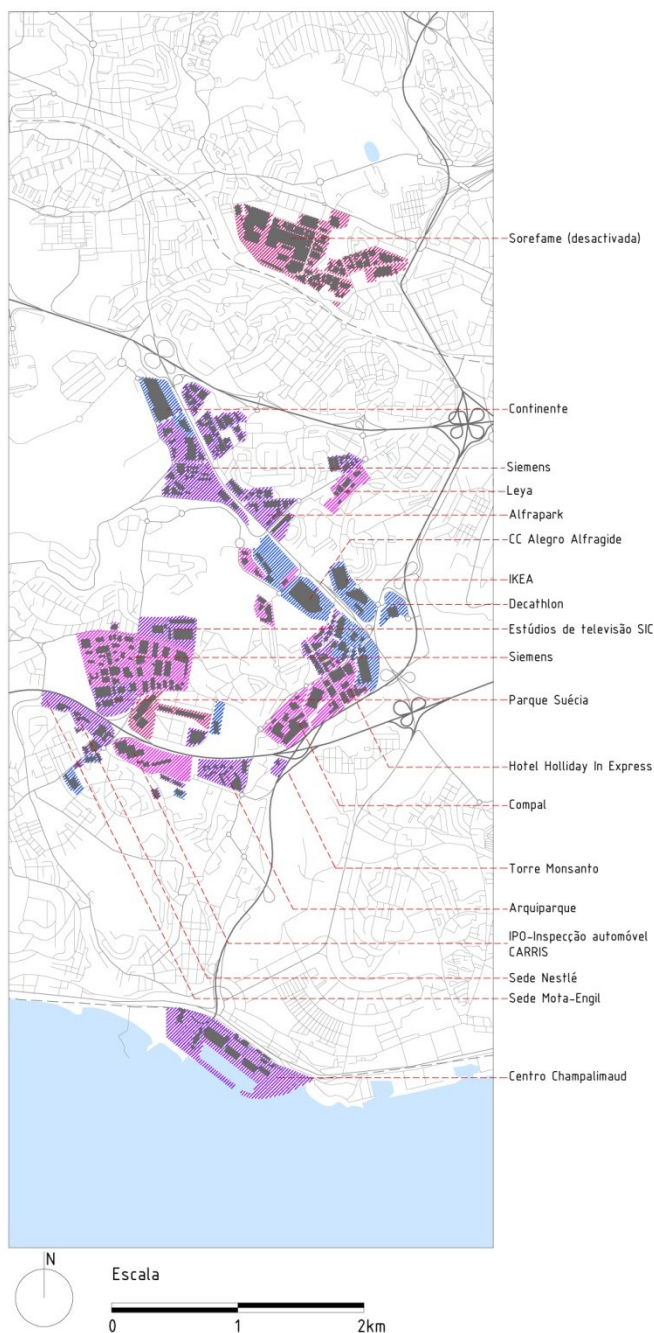 Sorefame (desactivada)
Continente
Siemens
Leya
Alfrapark
CC Alegro Alfragide
IKEA
Decathlon
Estúdios de televisão SIC
Siemens
Parque Suécia
Hotel Holliday In Express
Compal
Torre Monsanto
Arquiparque
IPO-Inspecção automóvel
CARRIS
Sede Nestlé
Sede Mota-Engil
Centro Champalimaud
N
Escala
0 1 2km